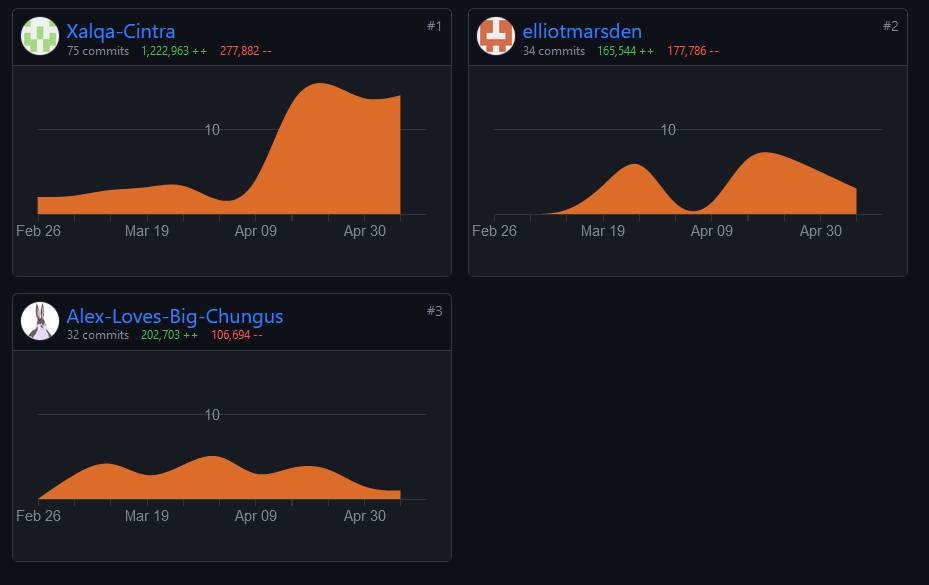 Xalqa-Cintra
#1
75 commits 1,222,963 ++ 277,882 --
10
Feb 26 Mar 19 Apr 09 Apr 30
elliotmarsden
#2
34 commits 165,544 ++ 177,786 --
10
Feb 26 Mar 19 Apr 09 Apr 30
Alex-Loves-Big-Chungus
#3
32 commits 202,703 ++ 106,694 --
10
Feb 26 Mar 19 Apr 09 Apr 30